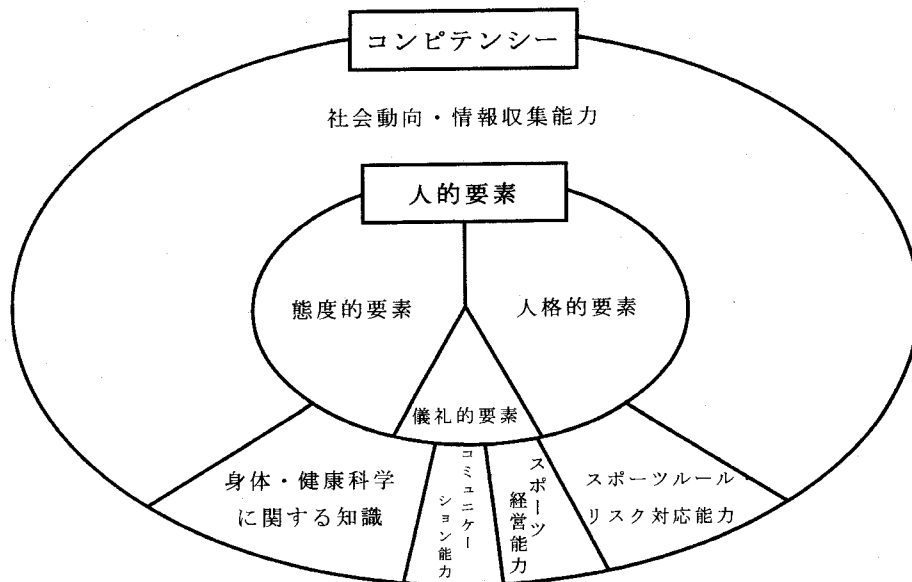 コンピテンシー
社会動向・情報収集能力
人的要素
態度的要素
人格的要素
儀礼的要素
身体・健康科学
に関する知識
コミュニケー
ション能力
スポーツ
経営能力
スポーツルール
リスク対応能力